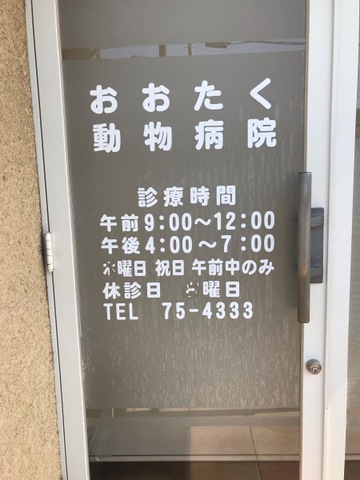 おおたく
動物病院
診療時間
午前 9:00～12:00
午後 4:00～7:00
曜日 祝日 午前中のみ
休診日 曜日
TEL 75-4333